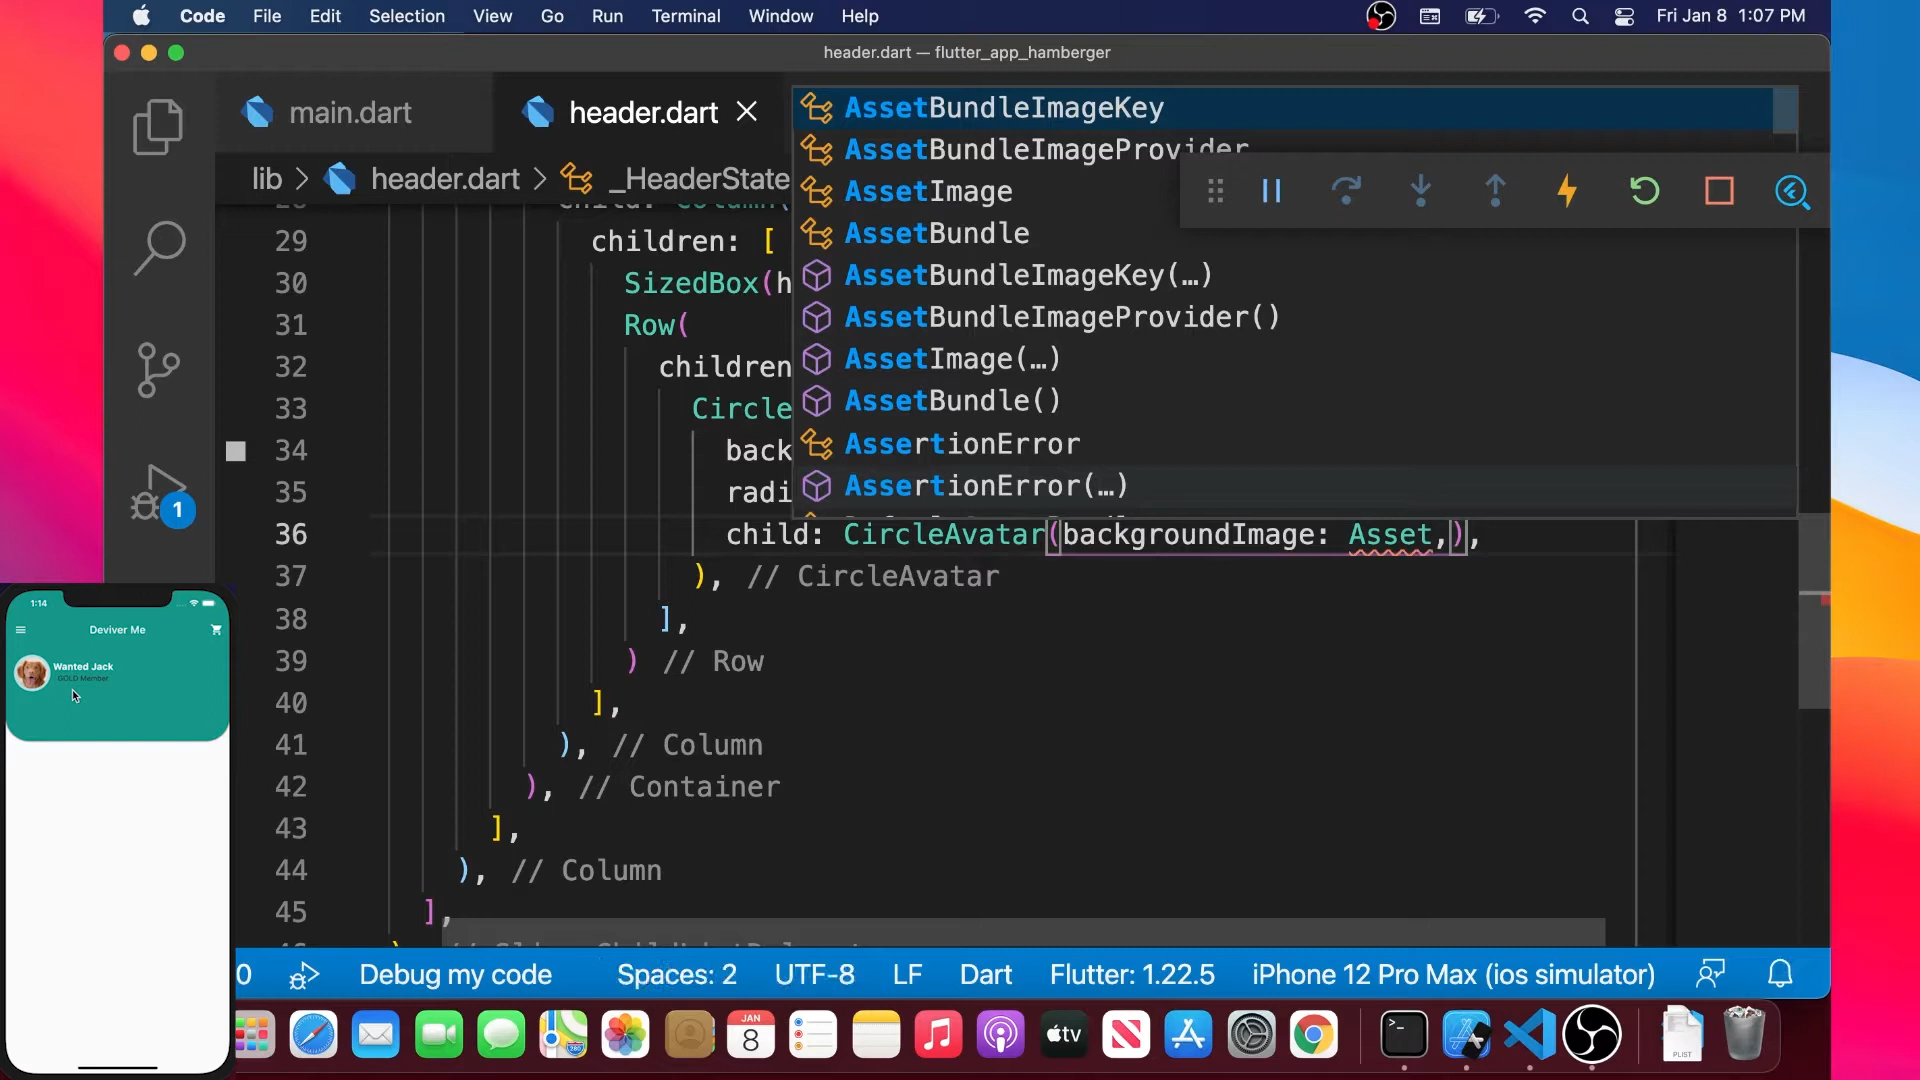 Code File Edit Selection View Go Run Terminal Window Help Fri Jan 8 1:07 PM
header.dart — flutter_app_hamberger
main.dart header.dart
lib > header.dart > _HeaderState
AssetBundleImageKey
AssetBundleImageProvider
AssetImage
AssetBundle
AssetBundleImageKey(…)
AssetBundleImageProvider()
AssetImage(…)
AssetBundle()
AssertionError
AssertionError(…)
29 children: [
30 SizedBox(h
31 Row(
32 children
33 Circle
34 back
35 radi
36 child: CircleAvatar(backgroundImage: Asset,),
37 ), // CircleAvatar
38 ],
39 ) // Row
40 ],
41 ), // Column
42 ), // Container
43 ],
44 ), // Column
45 ],
1
1:14
Deviver Me
Wanted Jack
GOLD Member
0 Debug my code Spaces: 2 UTF-8 LF Dart Flutter: 1.22.5 iPhone 12 Pro Max (ios simulator)
JAN
8
tv
PLIST